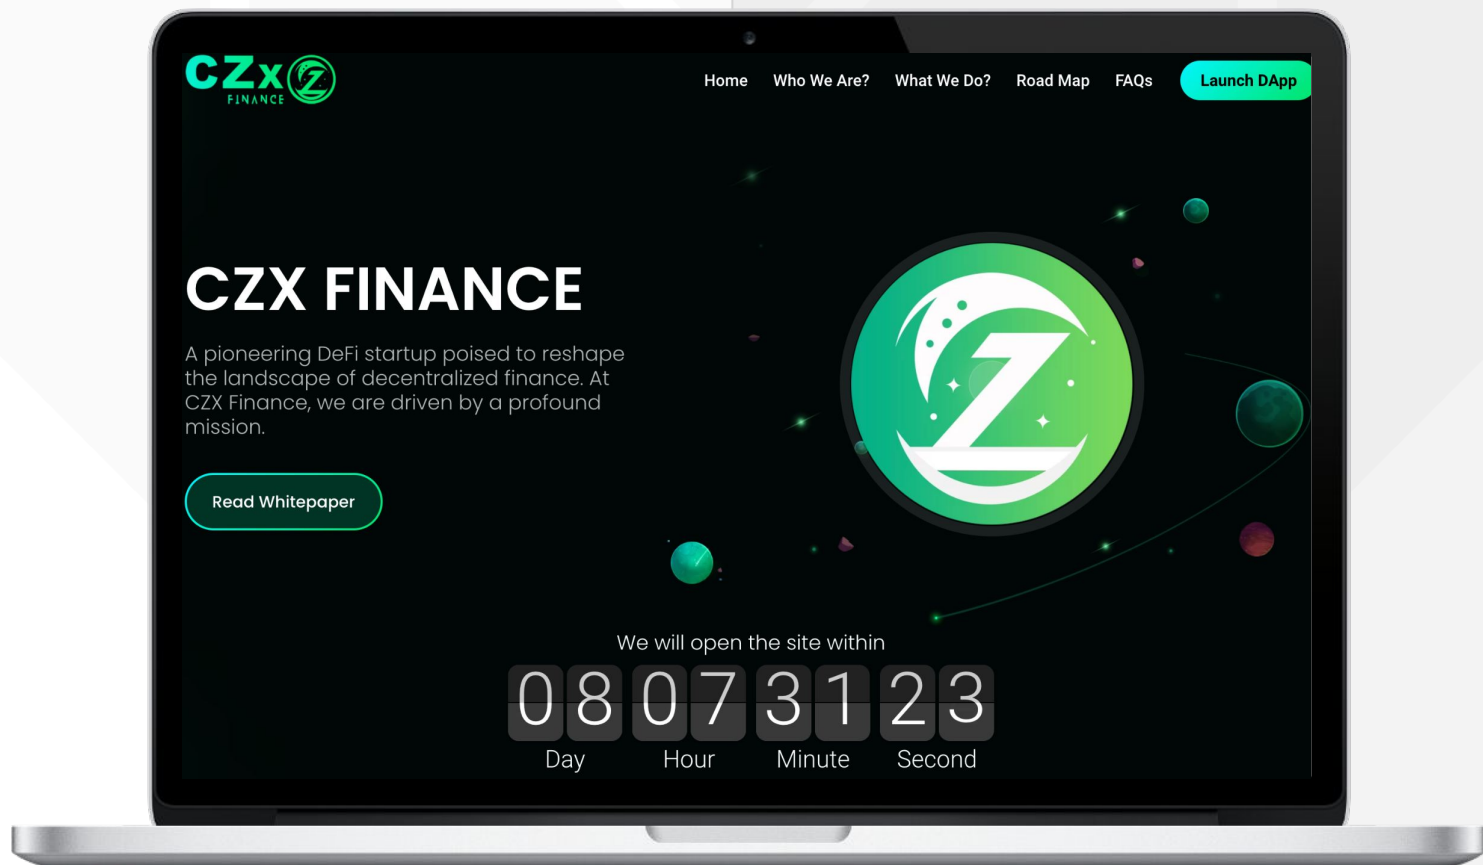 CZx
FINANCE
Home Who We Are? What We Do? Road Map FAQs Launch DApp
CZX FINANCE
A pioneering DeFi startup poised to reshape
the landscape of decentralized finance. At
CZX Finance, we are driven by a profound
mission.
Read Whitepaper
We will open the site within
08 07 31 23
Day Hour Minute Second